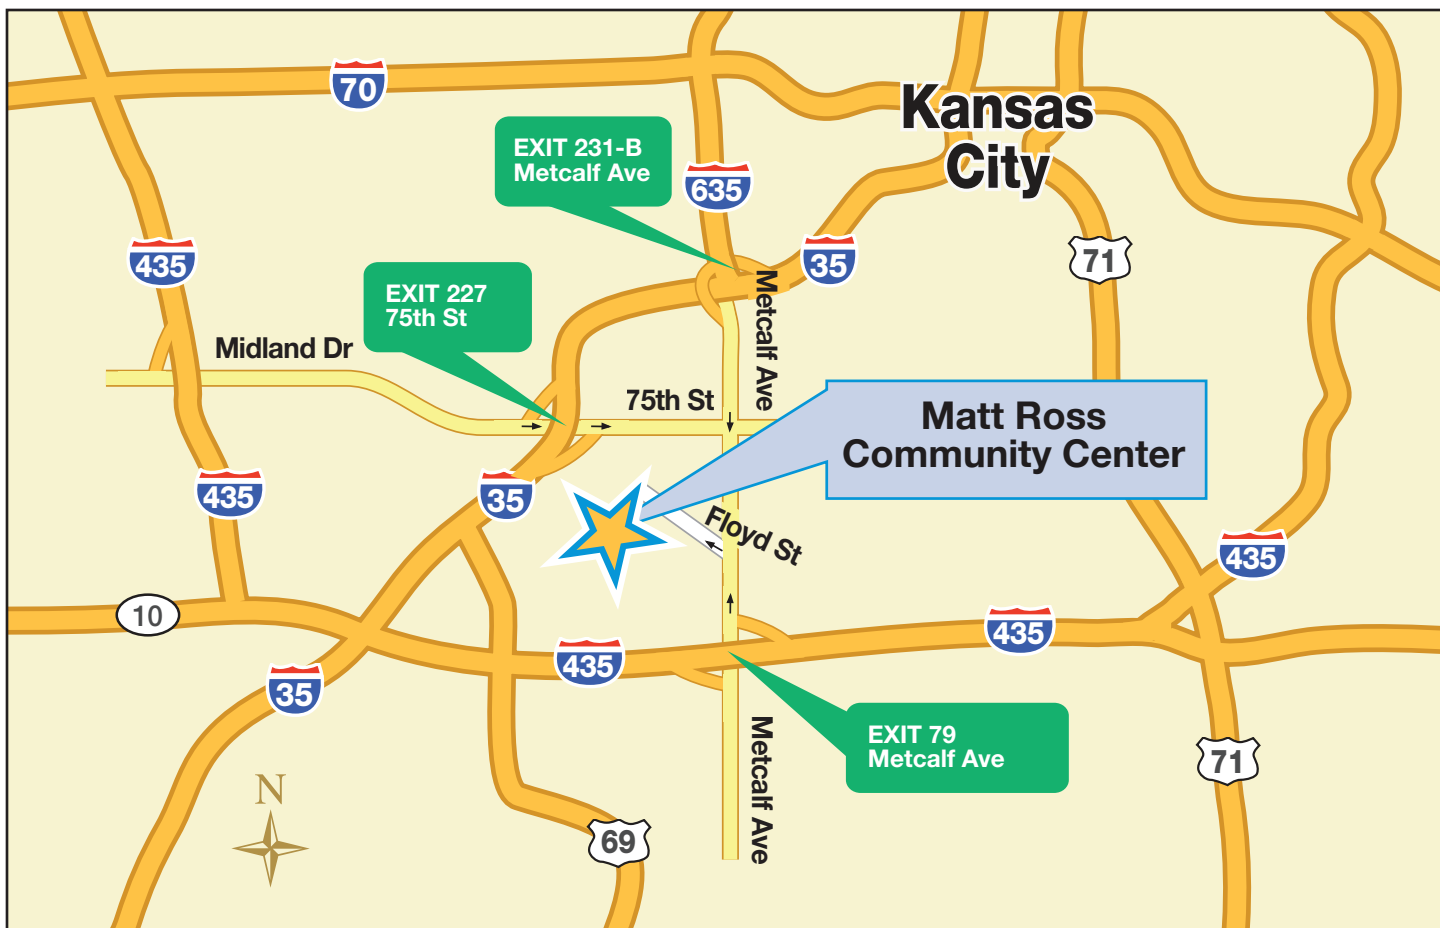 70
Kansas
City
EXIT 231-B
Metcalf Ave
635
435
35
71
EXIT 227
75th St
Metcalf Ave
Midland Dr
75th St
Matt Ross
Community Center
435
35
Floyd St
435
10
435
435
35
EXIT 79
Metcalf Ave
Metcalf Ave
71
N
69